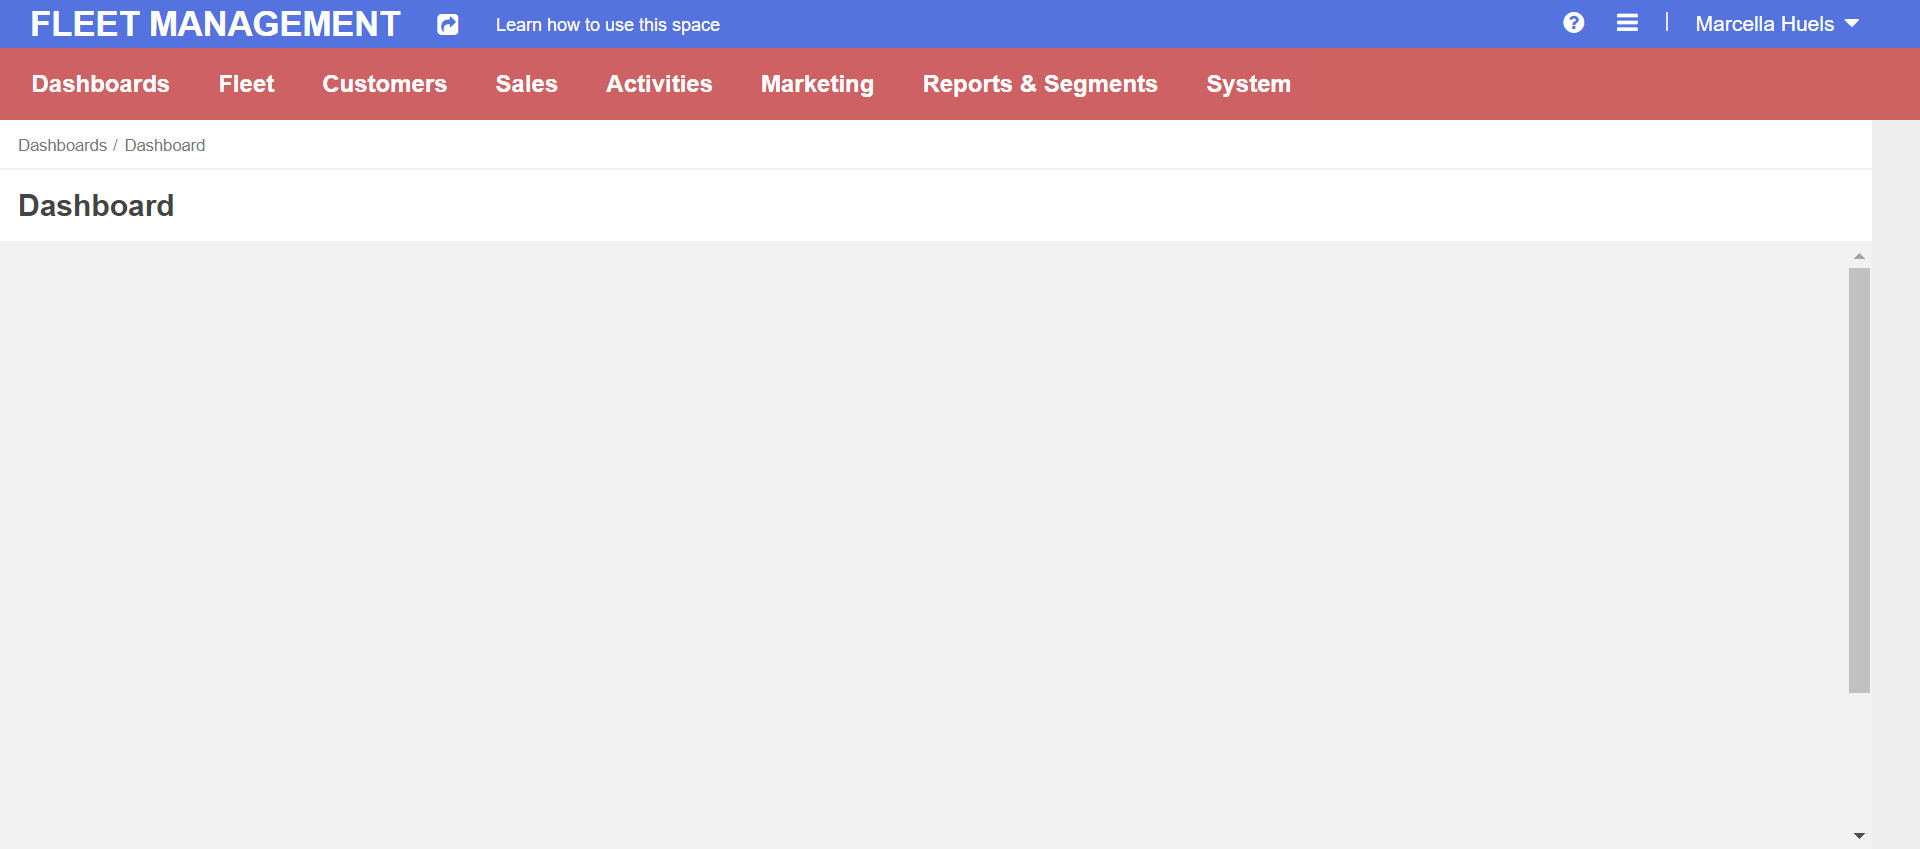 FLEET MANAGEMENT Learn how to use this space Marcella Huels
Dashboards Fleet Customers Sales Activities Marketing Reports & Segments System
Dashboards / Dashboard
Dashboard